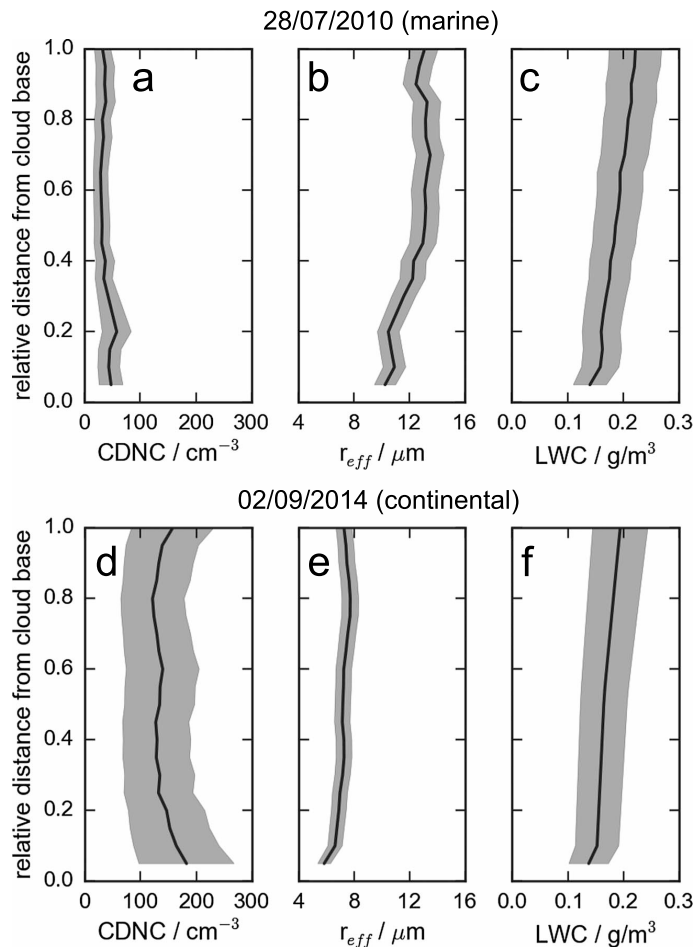 28/07/2010 (marine)
relative distance from cloud base
1.0
0.8
0.6
0.4
0.2
0.0
a
b
c
0 100 200 300
4 8 12 16
0.0 0.1 0.2 0.3
CDNC / cm⁻³
r_eff / μm
LWC / g/m³
02/09/2014 (continental)
relative distance from cloud base
1.0
0.8
0.6
0.4
0.2
0.0
d
e
f
0 100 200 300
4 8 12 16
0.0 0.1 0.2 0.3
CDNC / cm⁻³
r_eff / μm
LWC / g/m³